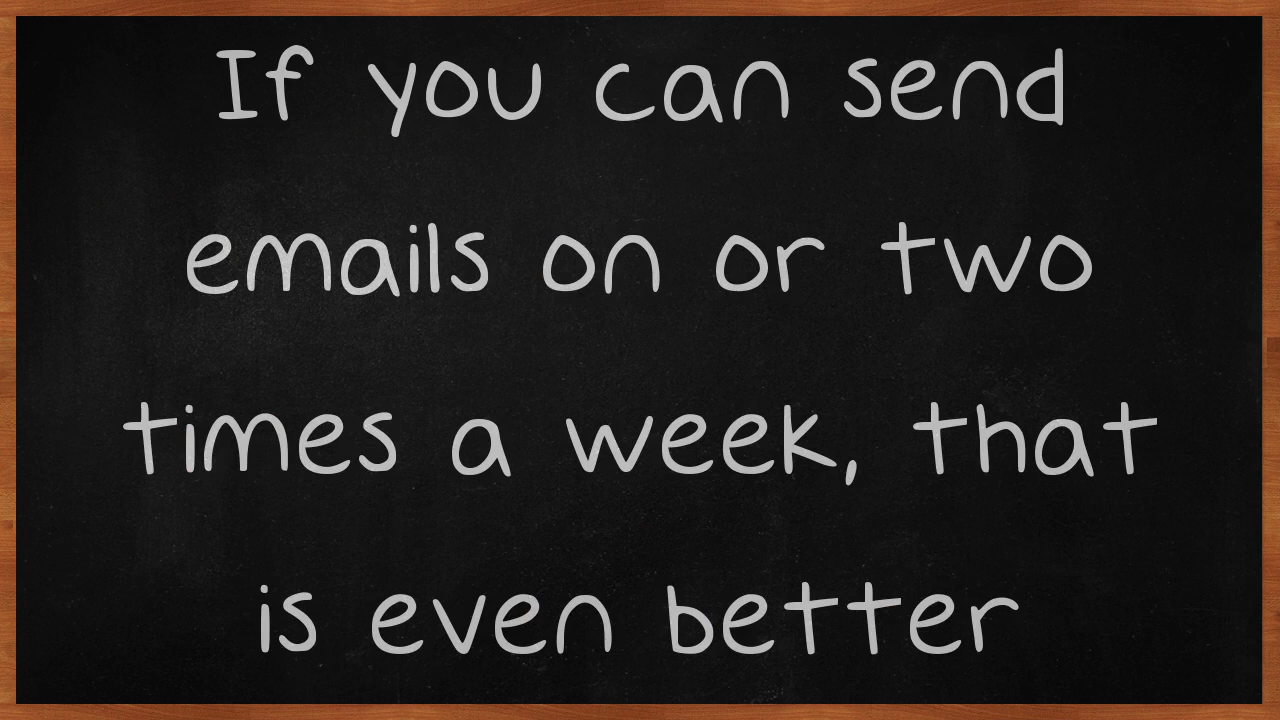 If you can send
emails on or two
times a week, that
is even better